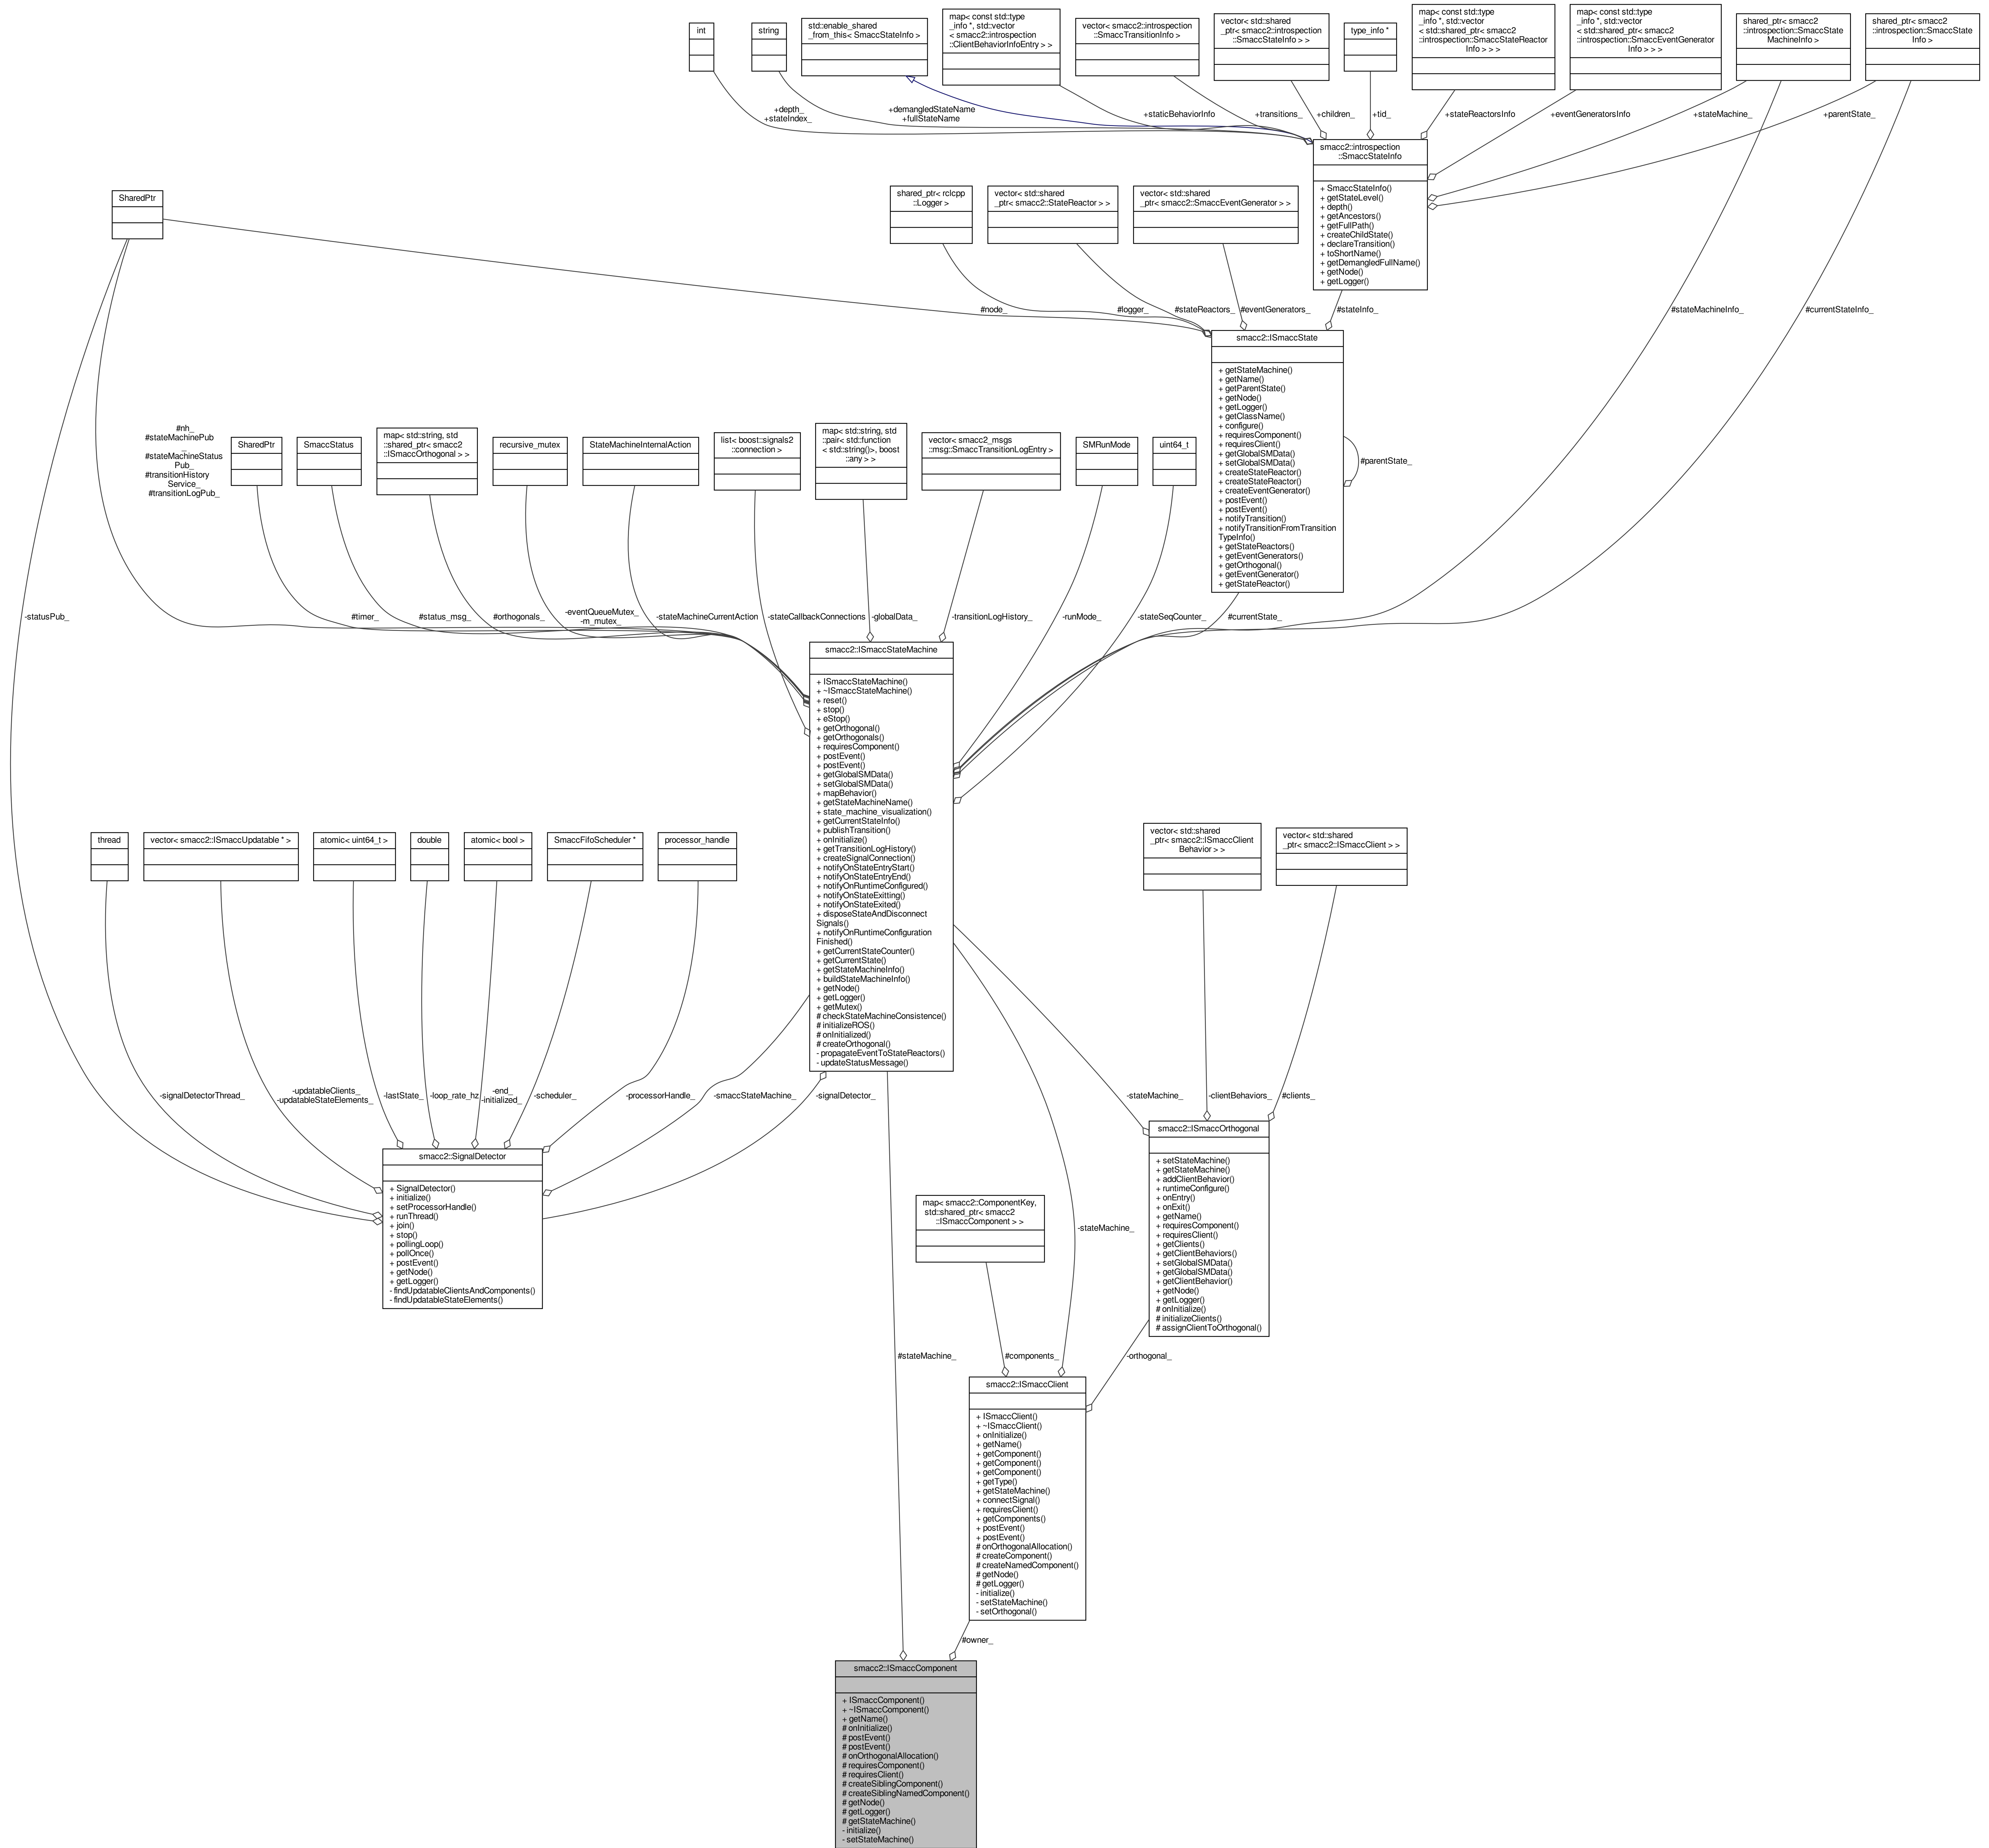 int
string
std::enable_shared
_from_this< SmaccStateInfo >
map< const std::type
_info *, std::vector
< smacc2::introspection
::ClientBehaviorInfoEntry > >
vector< smacc2::introspection
::SmaccTransitionInfo >
vector< std::shared
_ptr< smacc2::introspection
::SmaccStateInfo > >
type_info *
map< const std::type
_info *, std::vector
< std::shared_ptr< smacc2
::introspection::SmaccStateReactor
Info > > >
map< const std::type
_info *, std::vector
< std::shared_ptr< smacc2
::introspection::SmaccEventGenerator
Info > > >
shared_ptr< smacc2
::introspection::SmaccState
MachineInfo >
shared_ptr< smacc2
::introspection::SmaccState
Info >
+depth_
+stateIndex_
+demangledStateName
+fullStateName
+staticBehaviorInfo
+transitions_
+children_
+tid_
+stateReactorsInfo
+eventGeneratorsInfo
+stateMachine_
+parentState_
smacc2::introspection
::SmaccStateInfo
+ SmaccStateInfo()
+ getStateLevel()
+ depth()
+ getAncestors()
+ getFullPath()
+ createChildState()
+ declareTransition()
+ toShortName()
+ getDemangledFullName()
+ getNode()
+ getLogger()
SharedPtr
shared_ptr< rclcpp
::Logger >
vector< std::shared
_ptr< smacc2::StateReactor > >
vector< std::shared
_ptr< smacc2::SmaccEventGenerator > >
#node_
#logger_
#stateReactors_
#eventGenerators_
#stateInfo_
#stateMachineInfo_
#currentStateInfo_
smacc2::ISmaccState
+ getStateMachine()
+ getName()
+ getParentState()
+ getNode()
+ getLogger()
+ getClassName()
+ configure()
+ requiresComponent()
+ requiresClient()
+ getGlobalSMData()
+ setGlobalSMData()
+ createStateReactor()
+ createStateReactor()
+ createEventGenerator()
+ postEvent()
+ postEvent()
+ notifyTransition()
+ notifyTransitionFromTransition
TypeInfo()
+ getStateReactors()
+ getEventGenerators()
+ getOrthogonal()
+ getEventGenerator()
+ getStateReactor()
#parentState_
#nh_
#stateMachinePub
_
#stateMachineStatus
Pub_
#transitionHistory
Service_
#transitionLogPub_
SharedPtr
SmaccStatus
map< std::string, std
::shared_ptr< smacc2
::ISmaccOrthogonal > >
recursive_mutex
StateMachineInternalAction
list< boost::signals2
::connection >
map< std::string, std
::pair< std::function
< std::string()>, boost
::any > >
vector< smacc2_msgs
::msg::SmaccTransitionLogEntry >
SMRunMode
uint64_t
-statusPub_
#timer_
#status_msg_
#orthogonals_
-eventQueueMutex_
-m_mutex_
-stateMachineCurrentAction
-stateCallbackConnections
-globalData_
-transitionLogHistory_
-runMode_
-stateSeqCounter_
#currentState_
smacc2::ISmaccStateMachine
+ ISmaccStateMachine()
+ ~ISmaccStateMachine()
+ reset()
+ stop()
+ eStop()
+ getOrthogonal()
+ getOrthogonals()
+ requiresComponent()
+ postEvent()
+ postEvent()
+ getGlobalSMData()
+ setGlobalSMData()
+ mapBehavior()
+ getStateMachineName()
+ state_machine_visualization()
+ getCurrentStateInfo()
+ publishTransition()
+ onInitialize()
+ getTransitionLogHistory()
+ createSignalConnection()
+ notifyOnStateEntryStart()
+ notifyOnStateEntryEnd()
+ notifyOnRuntimeConfigured()
+ notifyOnStateExitting()
+ notifyOnStateExited()
+ disposeStateAndDisconnect
Signals()
+ notifyOnRuntimeConfiguration
Finished()
+ getCurrentStateCounter()
+ getCurrentState()
+ getStateMachineInfo()
+ buildStateMachineInfo()
+ getNode()
+ getLogger()
+ getMutex()
# checkStateMachineConsistence()
# initializeROS()
# onInitialized()
# createOrthogonal()
- propagateEventToStateReactors()
- updateStatusMessage()
thread
vector< smacc2::ISmaccUpdatable * >
atomic< uint64_t >
double
atomic< bool >
SmaccFifoScheduler *
processor_handle
vector< std::shared
_ptr< smacc2::ISmaccClient
Behavior > >
vector< std::shared
_ptr< smacc2::ISmaccClient > >
-signalDetectorThread_
-updatableClients_
-updatableStateElements_
-lastState_
-loop_rate_hz
-end_
-initialized_
-scheduler_
-processorHandle_
-smaccStateMachine_
-signalDetector_
-stateMachine_
-clientBehaviors_
#clients_
smacc2::SignalDetector
+ SignalDetector()
+ initialize()
+ setProcessorHandle()
+ runThread()
+ join()
+ stop()
+ pollingLoop()
+ pollOnce()
+ postEvent()
+ getNode()
+ getLogger()
- findUpdatableClientsAndComponents()
- findUpdatableStateElements()
smacc2::ISmaccOrthogonal
+ setStateMachine()
+ getStateMachine()
+ addClientBehavior()
+ runtimeConfigure()
+ onEntry()
+ onExit()
+ getName()
+ requiresComponent()
+ requiresClient()
+ getClients()
+ getClientBehaviors()
+ setGlobalSMData()
+ getGlobalSMData()
+ getClientBehavior()
+ getNode()
+ getLogger()
# onInitialize()
# initializeClients()
# assignClientToOrthogonal()
map< smacc2::ComponentKey,
std::shared_ptr< smacc2
::ISmaccComponent > >
-stateMachine_
#stateMachine_
#components_
-orthogonal_
smacc2::ISmaccClient
+ ISmaccClient()
+ ~ISmaccClient()
+ onInitialize()
+ getName()
+ getComponent()
+ getComponent()
+ getComponent()
+ getType()
+ getStateMachine()
+ connectSignal()
+ requiresClient()
+ getComponents()
+ postEvent()
+ postEvent()
# onOrthogonalAllocation()
# createComponent()
# createNamedComponent()
# getNode()
# getLogger()
- initialize()
- setStateMachine()
- setOrthogonal()
#owner_
smacc2::ISmaccComponent
+ ISmaccComponent()
+ ~ISmaccComponent()
+ getName()
# onInitialize()
# postEvent()
# postEvent()
# onOrthogonalAllocation()
# requiresComponent()
# requiresClient()
# createSiblingComponent()
# createSiblingNamedComponent()
# getNode()
# getLogger()
# getStateMachine()
- initialize()
- setStateMachine()